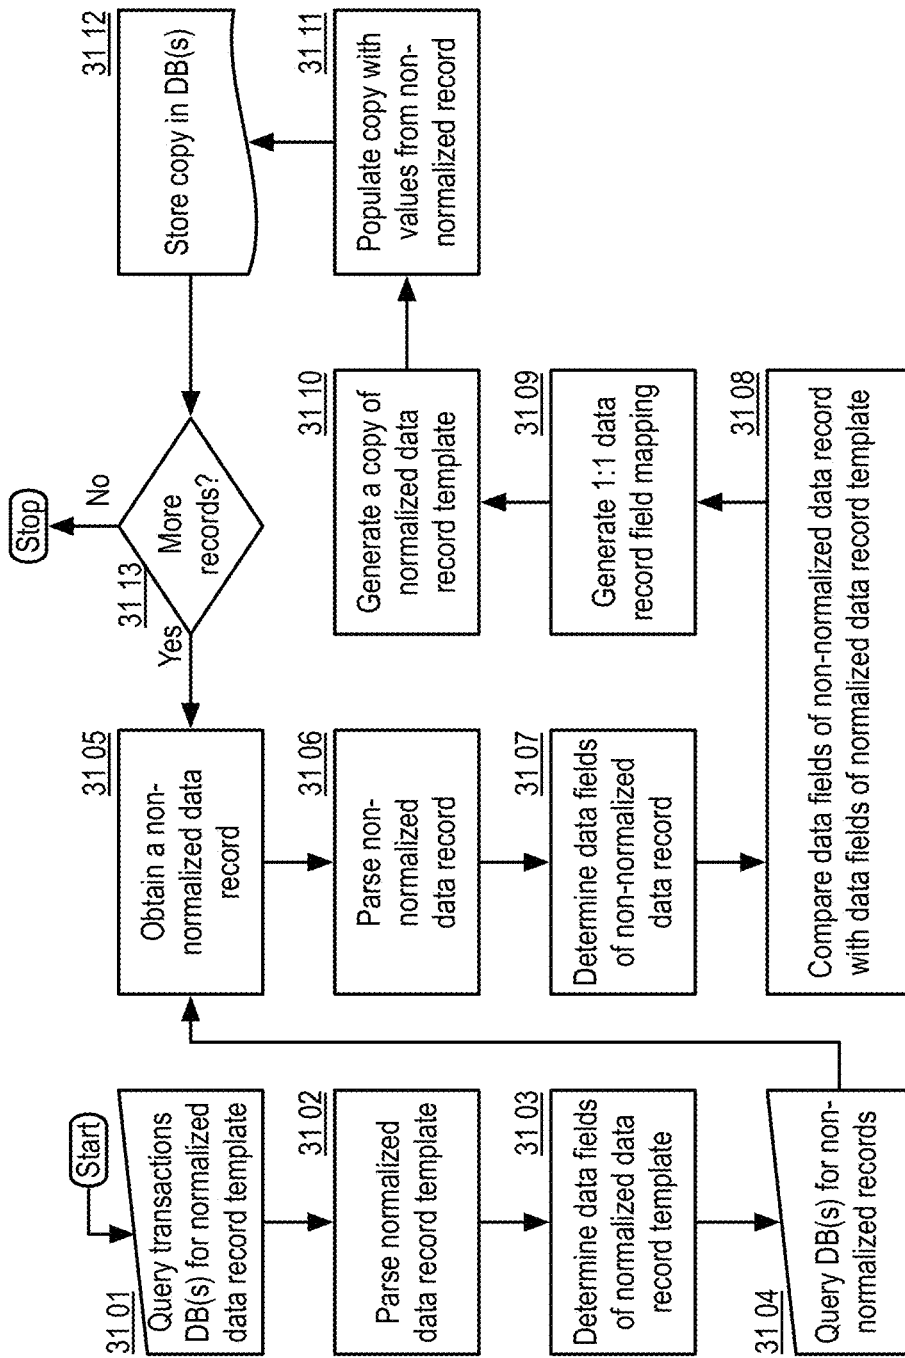 Start
31 01
Query transactions
DB(s) for normalized
data record template
31 02
Parse normalized
data record template
31 03
Determine data fields
of normalized data
record template
31 04
Query DB(s) for non-
normalized records
31 05
Obtain a non-
normalized data
record
31 06
Parse non-
normalized
data record
31 07
Determine data fields
of non-normalized
data record
31 08
Compare data fields of non-normalized data record
with data fields of normalized data record template
31 09
Generate 1:1 data
record field mapping
31 10
Generate a copy of
normalized data
record template
31 11
Populate copy with
values from non-
normalized record
31 12
Store copy in DB(s)
31 13
More
records?
Yes
No
Stop